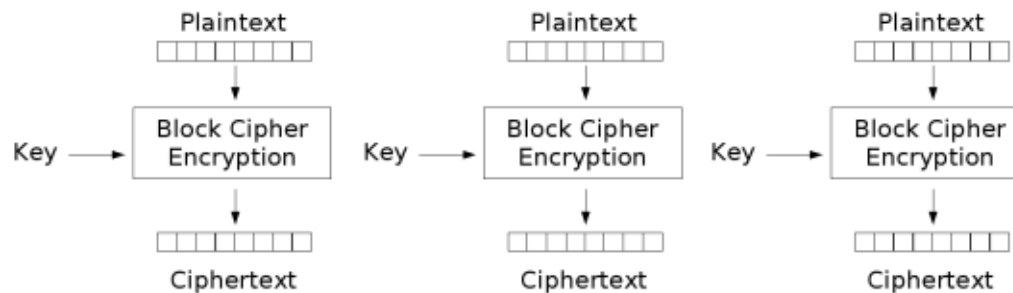 Plaintext Plaintext Plaintext
Key Block Cipher Encryption Key Block Cipher Encryption Key Block Cipher Encryption
Ciphertext Ciphertext Ciphertext